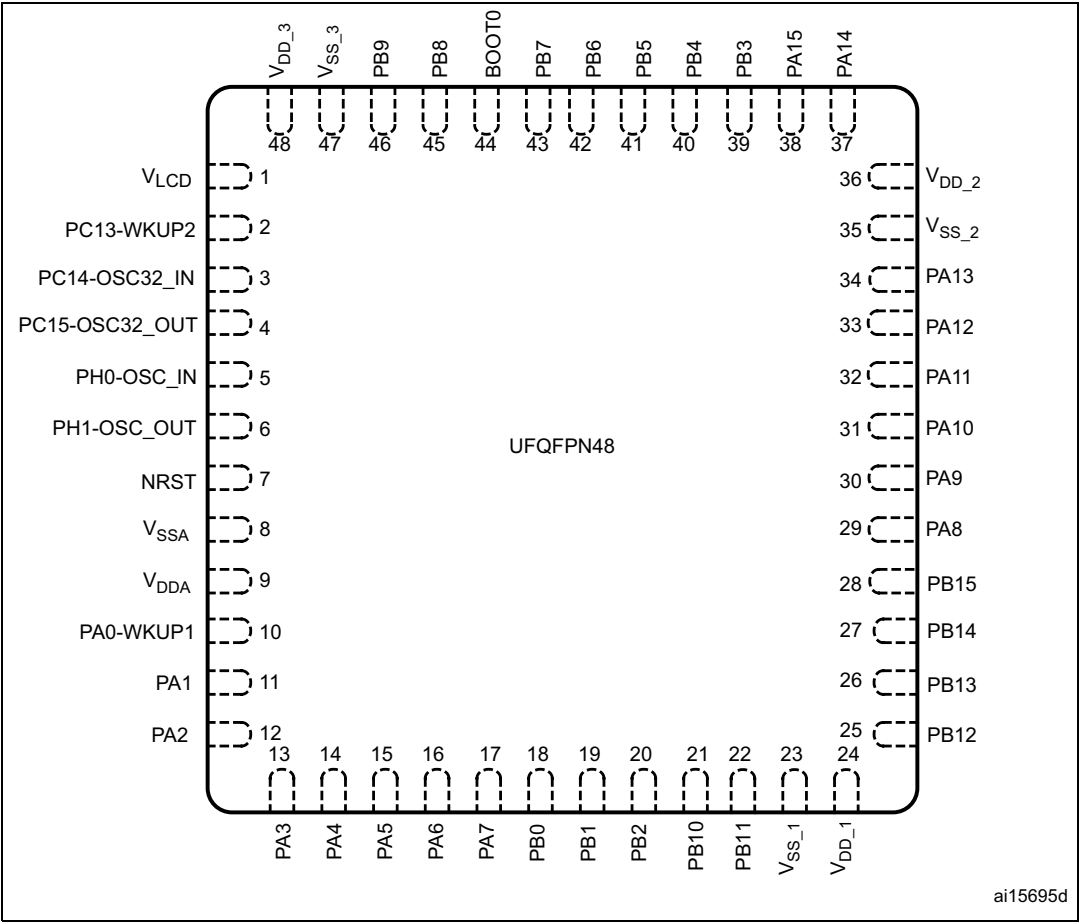 VDD_3
VSS_3
PB9
PB8
BOOT0
PB7
PB6
PB5
PB4
PB3
PA15
PA14
48 47 46 45 44 43 42 41 40 39 38 37
VLCD 1
PC13-WKUP2 2
PC14-OSC32_IN 3
PC15-OSC32_OUT 4
PH0-OSC_IN 5
PH1-OSC_OUT 6
NRST 7
VSSA 8
VDDA 9
PA0-WKUP1 10
PA1 11
PA2 12
UFQFPN48
36 VDD_2
35 VSS_2
34 PA13
33 PA12
32 PA11
31 PA10
30 PA9
29 PA8
28 PB15
27 PB14
26 PB13
25 PB12
13 14 15 16 17 18 19 20 21 22 23 24
PA3
PA4
PA5
PA6
PA7
PB0
PB1
PB2
PB10
PB11
VSS_1
VDD_1
ai15695d